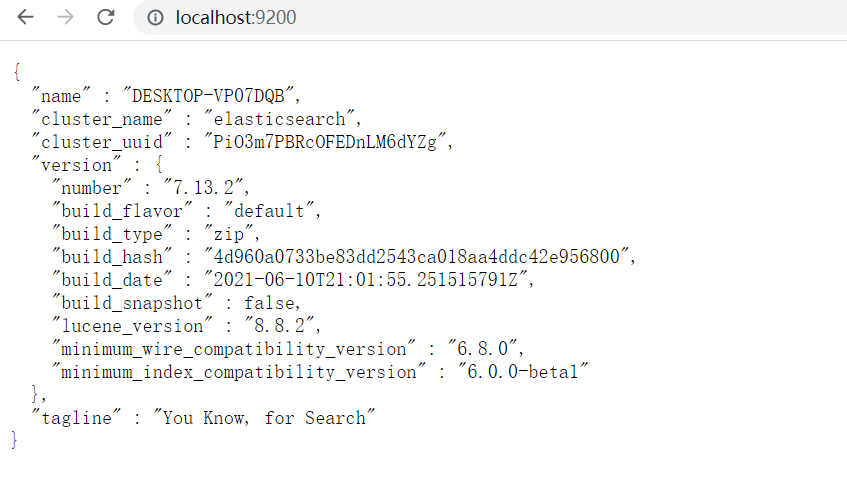 localhost:9200
{
"name" : "DESKTOP-VP07DQB",
"cluster_name" : "elasticsearch",
"cluster_uuid" : "PiO3m7PBRcOFEDnLM6dYZg",
"version" : {
"number" : "7.13.2",
"build_flavor" : "default",
"build_type" : "zip",
"build_hash" : "4d960a0733be83dd2543ca018aa4ddc42e956800",
"build_date" : "2021-06-10T21:01:55.251515791Z",
"build_snapshot" : false,
"lucene_version" : "8.8.2",
"minimum_wire_compatibility_version" : "6.8.0",
"minimum_index_compatibility_version" : "6.0.0-beta1"
},
"tagline" : "You Know, for Search"
}